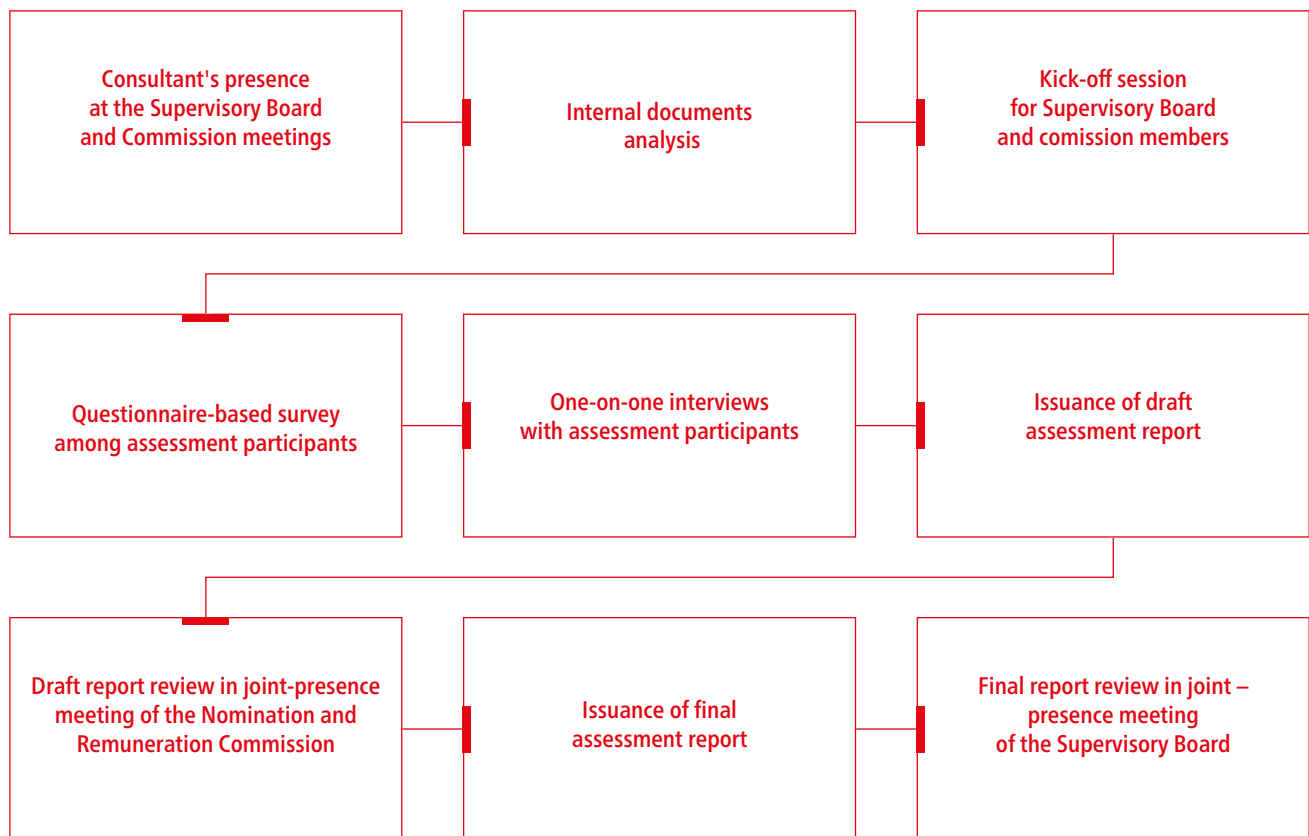 Consultant's presence
at the Supervisory Board
and Commission meetings
Internal documents
analysis
Kick-off session
for Supervisory Board
and comission members
Questionnaire-based survey
among assessment participants
One-on-one interviews
with assessment participants
Issuance of draft
assessment report
Draft report review in joint-presence
meeting of the Nomination and
Remuneration Commission
Issuance of final
assessment report
Final report review in joint –
presence meeting
of the Supervisory Board